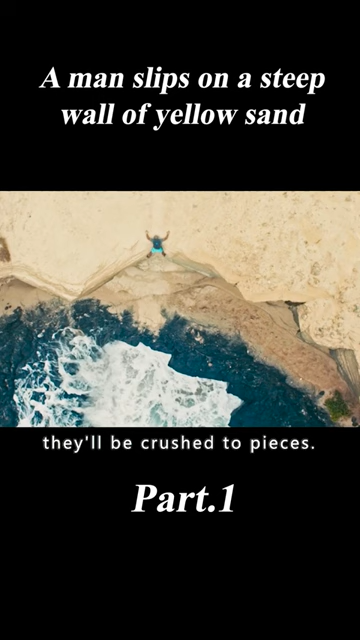 A man slips on a steep
wall of yellow sand
they'll be crushed to pieces.
Part.1